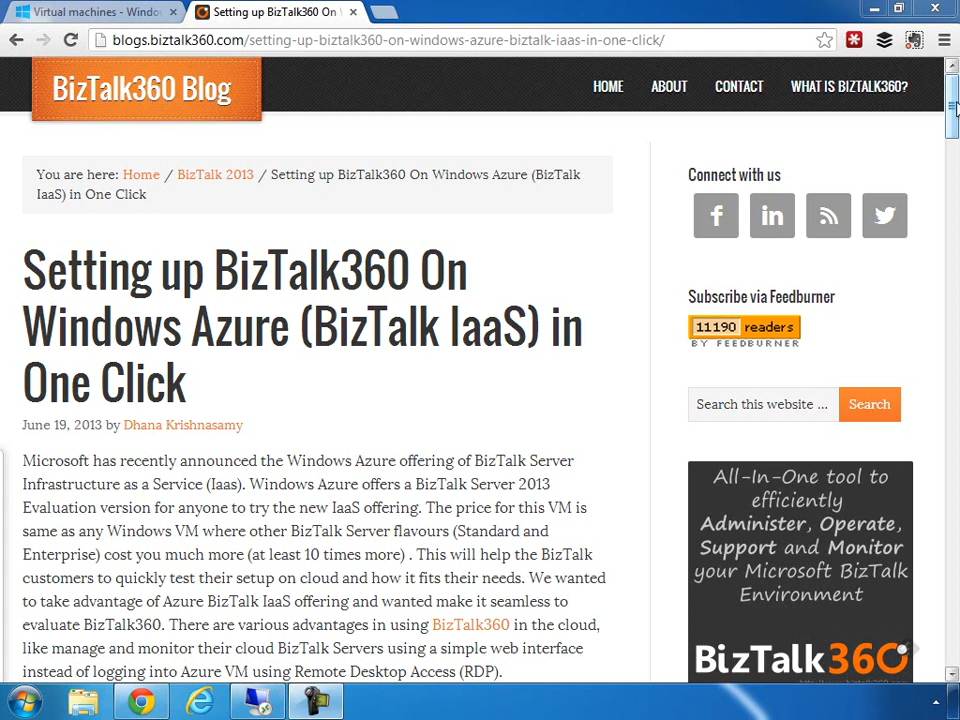 Virtual machines - Windo
Setting up BizTalk360 On
blogs.biztalk360.com/setting-up-biztalk360-on-windows-azure-biztalk-iaas-in-one-click/
BizTalk360 Blog
HOME
ABOUT
CONTACT
WHAT IS BIZTALK360?
You are here: Home / BizTalk 2013 / Setting up BizTalk360 On Windows Azure (BizTalk
IaaS) in One Click
Setting up BizTalk360 On
Windows Azure (BizTalk IaaS) in
One Click
June 19, 2013 by Dhana Krishnasamy
Microsoft has recently announced the Windows Azure offering of BizTalk Server
Infrastructure as a Service (Iaas). Windows Azure offers a BizTalk Server 2013
Evaluation version for anyone to try the new IaaS offering. The price for this VM is
same as any Windows VM where other BizTalk Server flavours (Standard and
Enterprise) cost you much more (at least 10 times more) . This will help the BizTalk
customers to quickly test their setup on cloud and how it fits their needs. We wanted
to take advantage of Azure BizTalk IaaS offering and wanted make it seamless to
evaluate BizTalk360. There are various advantages in using BizTalk360 in the cloud,
like manage and monitor their cloud BizTalk Servers using a simple web interface
instead of logging into Azure VM using Remote Desktop Access (RDP).
Connect with us
Subscribe via Feedburner
11190 readers
BY FEEDBURNER
Search this website ...
Search
All-In-One tool to
efficiently
Administer, Operate,
Support and Monitor
your Microsoft BizTalk
Environment
BizTalk360